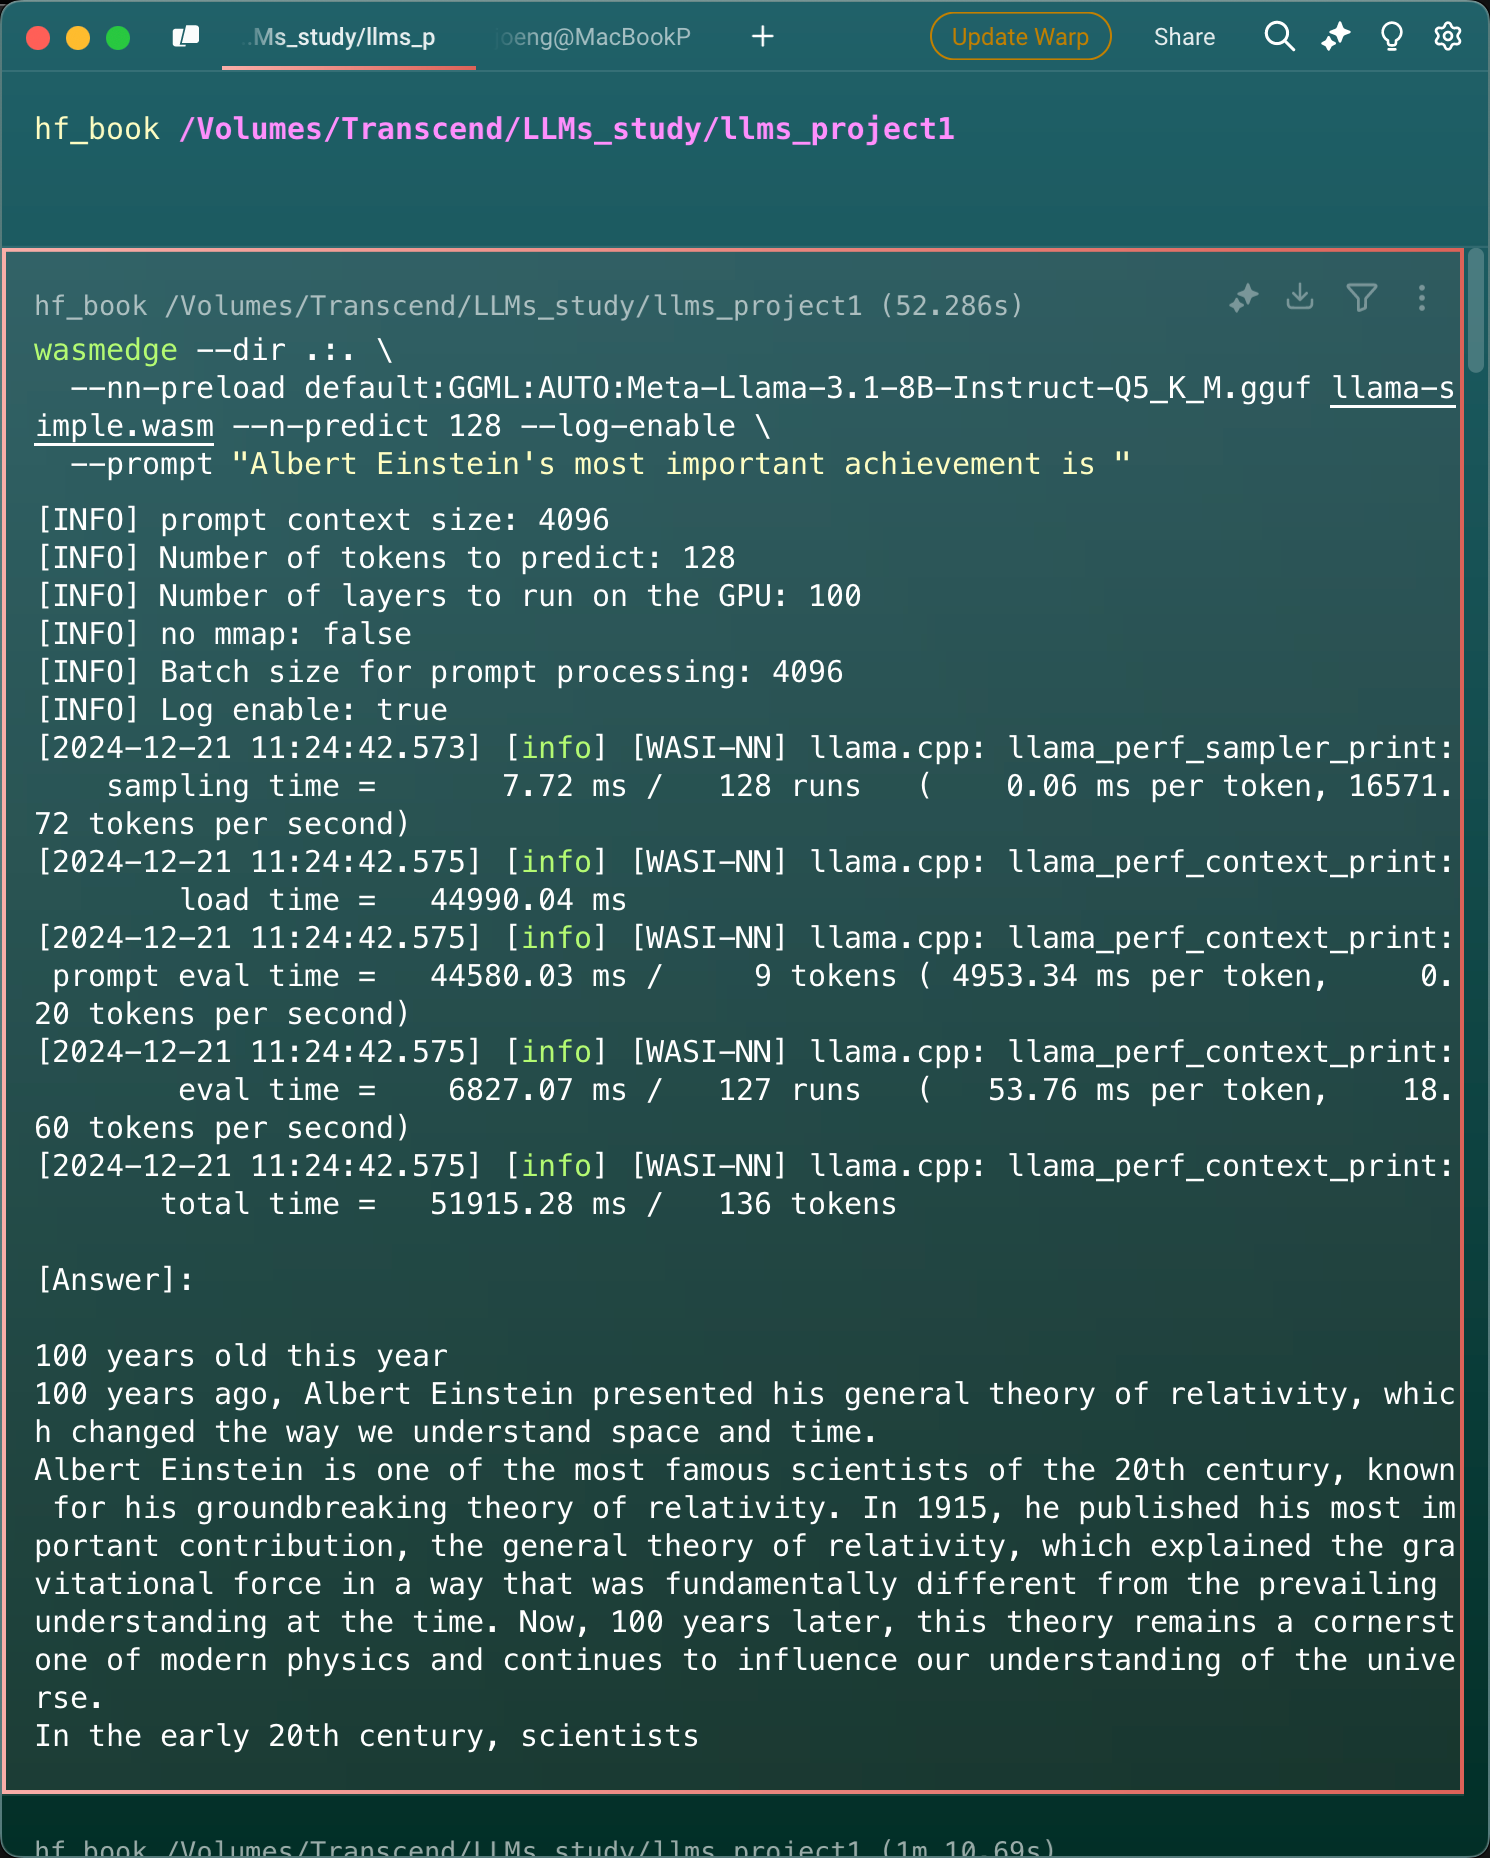 ...Ms_study/llms_p
oeng@MacBookP
Update Warp
Share
hf_book /Volumes/Transcend/LLMs_study/llms_project1
hf_book /Volumes/Transcend/LLMs_study/llms_project1 (52.286s)
wasmedge --dir .:. \
--nn-preload default:GGML:AUTO:Meta-Llama-3.1-8B-Instruct-Q5_K_M.gguf llama-s
imple.wasm --n-predict 128 --log-enable \
--prompt "Albert Einstein's most important achievement is "
[INFO] prompt context size: 4096
[INFO] Number of tokens to predict: 128
[INFO] Number of layers to run on the GPU: 100
[INFO] no mmap: false
[INFO] Batch size for prompt processing: 4096
[INFO] Log enable: true
[2024-12-21 11:24:42.573] [info] [WASI-NN] llama.cpp: llama_perf_sampler_print:
sampling time =       7.72 ms /   128 runs   (    0.06 ms per token, 16571.
72 tokens per second)
[2024-12-21 11:24:42.575] [info] [WASI-NN] llama.cpp: llama_perf_context_print:
load time =   44990.04 ms
[2024-12-21 11:24:42.575] [info] [WASI-NN] llama.cpp: llama_perf_context_print:
prompt eval time =   44580.03 ms /     9 tokens ( 4953.34 ms per token,     0.
20 tokens per second)
[2024-12-21 11:24:42.575] [info] [WASI-NN] llama.cpp: llama_perf_context_print:
eval time =    6827.07 ms /   127 runs   (   53.76 ms per token,    18.
60 tokens per second)
[2024-12-21 11:24:42.575] [info] [WASI-NN] llama.cpp: llama_perf_context_print:
total time =   51915.28 ms /   136 tokens
[Answer]:
100 years old this year
100 years ago, Albert Einstein presented his general theory of relativity, whic
h changed the way we understand space and time.
Albert Einstein is one of the most famous scientists of the 20th century, known
for his groundbreaking theory of relativity. In 1915, he published his most im
portant contribution, the general theory of relativity, which explained the gra
vitational force in a way that was fundamentally different from the prevailing
understanding at the time. Now, 100 years later, this theory remains a cornerst
one of modern physics and continues to influence our understanding of the unive
rse.
In the early 20th century, scientists
hf_book /Volumes/Transcend/LLMs_study/llms_project1 (1m 10.69s)